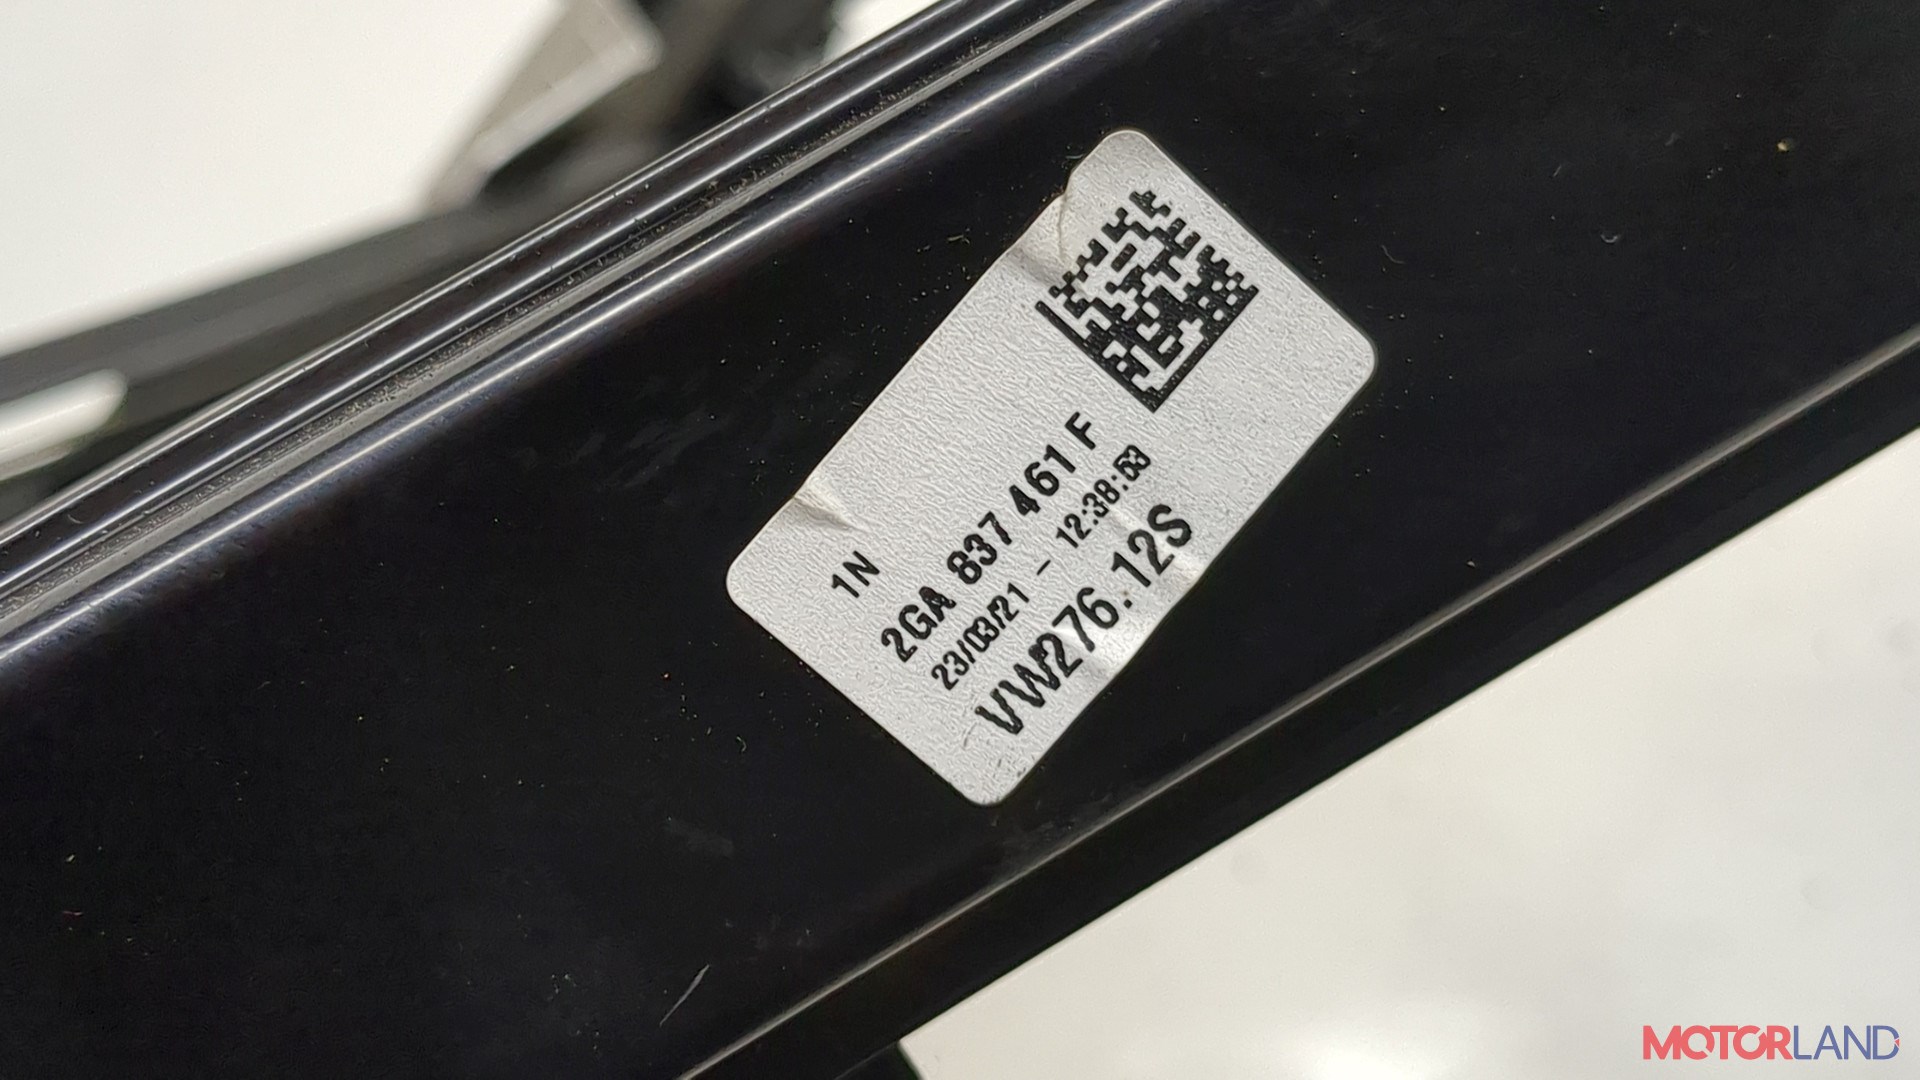 1N
2GA 837 461 F
23/03/21 - 12:38:53
VW276.12S
MOTORLAND